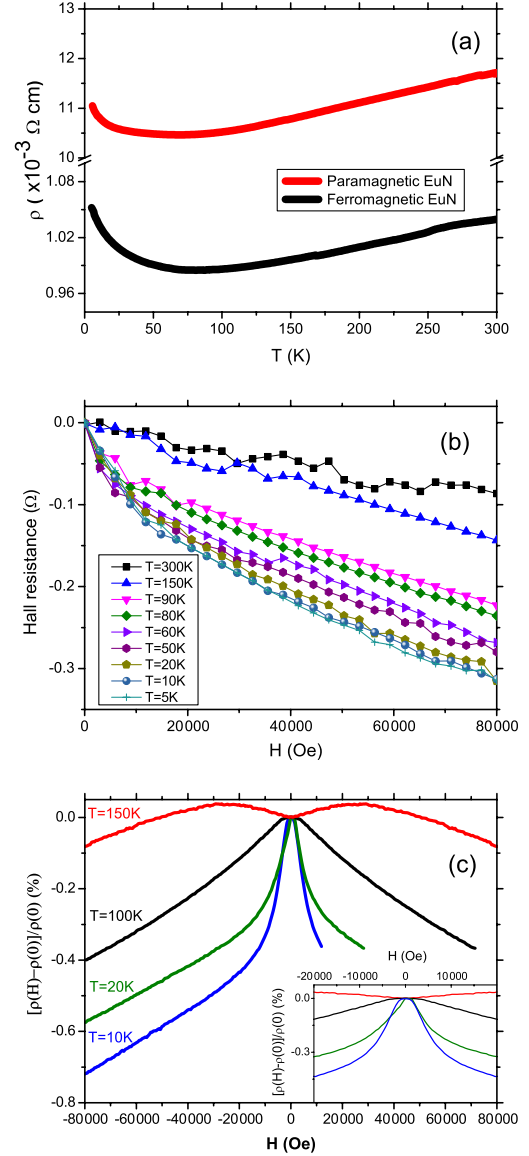 13
(a)
12
11
10
Paramagnetic EuN
Ferromagnetic EuN
1.08
1.02
0.96
ρ ( x10⁻³ Ω cm)
0 50 100 150 200 250 300
T (K)
0.0
(b)
-0.1
-0.2
-0.3
Hall resistance (Ω)
T=300K
T=150K
T=90K
T=80K
T=60K
T=50K
T=20K
T=10K
T=5K
0 20000 40000 60000 80000
H (Oe)
T=150K
0.0
(c)
-0.2
T=100K
-0.4
T=20K
-0.6
T=10K
-0.8
[ρ(H)–ρ(0)]/ρ(0) (%)
H (Oe)
-20000 0 20000
0.0
-0.3
[ρ(H)–ρ(0)]/ρ(0) (%)
-80000 -60000 -40000 -20000 0 20000 40000 60000 80000
H (Oe)